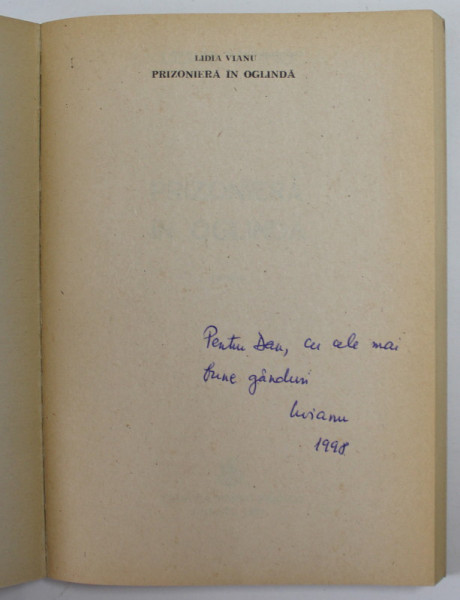 LIDIA VIANU
PRIZONIERĂ ÎN OGLINDĂ
Pentru Dan, cu cele mai
bune gânduri
LVianu
1998